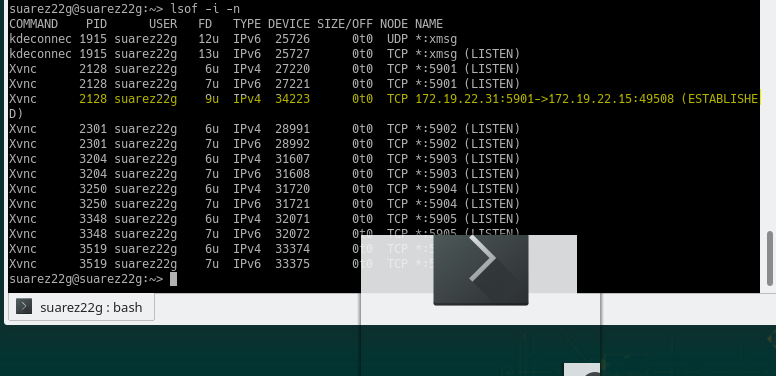 suarez22g@suarez22g:~> lsof -i -n
COMMAND    PID      USER   FD   TYPE DEVICE SIZE/OFF NODE NAME
kdeconnec 1915 suarez22g   12u  IPv6  25726      0t0  UDP *:xmsg
kdeconnec 1915 suarez22g   13u  IPv6  25727      0t0  TCP *:xmsg (LISTEN)
Xvnc      2128 suarez22g    6u  IPv4  27220      0t0  TCP *:5901 (LISTEN)
Xvnc      2128 suarez22g    7u  IPv6  27221      0t0  TCP *:5901 (LISTEN)
Xvnc      2128 suarez22g    9u  IPv4  34223      0t0  TCP 172.19.22.31:5901->172.19.22.15:49508 (ESTABLISHE
D)
Xvnc      2301 suarez22g    6u  IPv4  28991      0t0  TCP *:5902 (LISTEN)
Xvnc      2301 suarez22g    7u  IPv6  28992      0t0  TCP *:5902 (LISTEN)
Xvnc      3204 suarez22g    6u  IPv4  31607      0t0  TCP *:5903 (LISTEN)
Xvnc      3204 suarez22g    7u  IPv6  31608      0t0  TCP *:5903 (LISTEN)
Xvnc      3250 suarez22g    6u  IPv4  31720      0t0  TCP *:5904 (LISTEN)
Xvnc      3250 suarez22g    7u  IPv6  31721      0t0  TCP *:5904 (LISTEN)
Xvnc      3348 suarez22g    6u  IPv4  32071      0t0  TCP *:5905 (LISTEN)
Xvnc      3348 suarez22g    7u  IPv6  32072      0t0  TCP *:5905 (LISTEN)
Xvnc      3519 suarez22g    6u  IPv4  33374      0t0  TCP
Xvnc      3519 suarez22g    7u  IPv6  33375      0t0  TCP
suarez22g@suarez22g:~>
suarez22g : bash